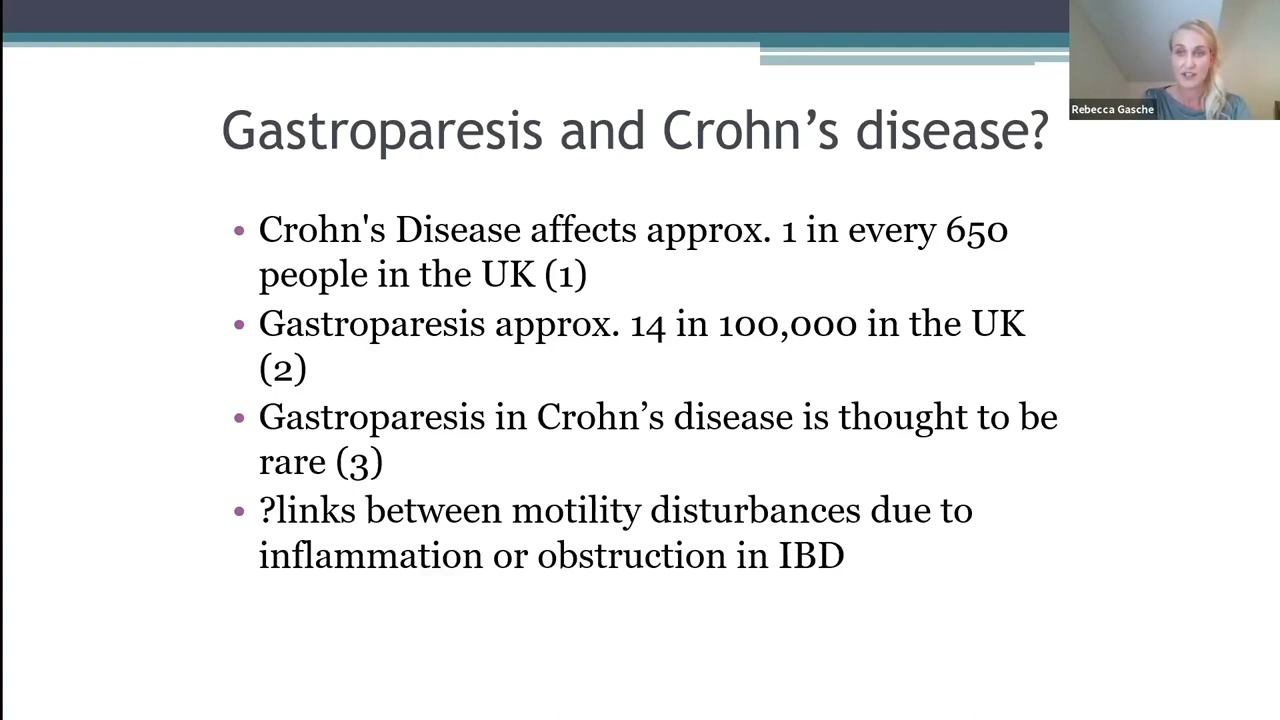 Rebecca Gasche
Gastroparesis and Crohn’s disease?
• Crohn's Disease affects approx. 1 in every 650
people in the UK (1)
• Gastroparesis approx. 14 in 100,000 in the UK
(2)
• Gastroparesis in Crohn’s disease is thought to be
rare (3)
• ?links between motility disturbances due to
inflammation or obstruction in IBD